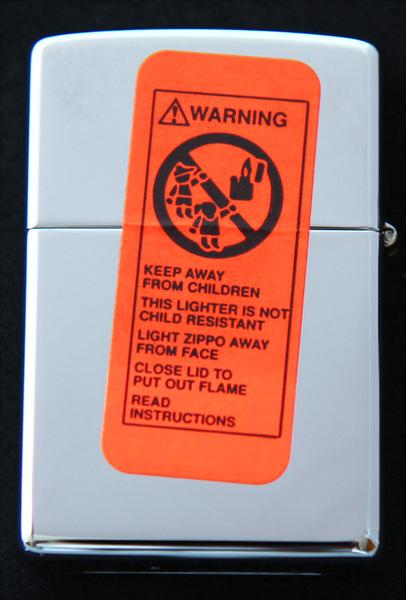 WARNING
KEEP AWAY
FROM CHILDREN
THIS LIGHTER IS NOT
CHILD RESISTANT
LIGHT ZIPPO AWAY
FROM FACE
CLOSE LID TO
PUT OUT FLAME
READ
INSTRUCTIONS